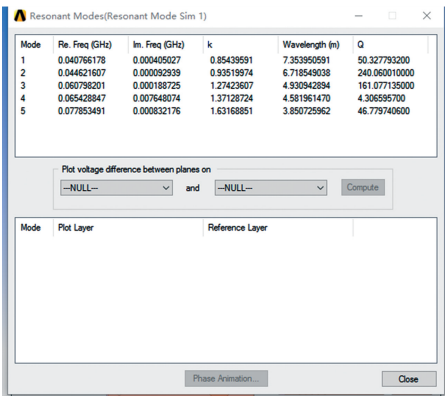 Resonant Modes(Resonant Mode Sim 1)
Mode Re. Freq (GHz) Im. Freq (GHz) k Wavelength (m) Q
1 0.040766178 0.000405027 0.85439591 7.353950591 50.327793200
2 0.044621607 0.000092939 0.93519974 6.718549038 240.060010000
3 0.060798201 0.000188725 1.27423607 4.930942894 161.077135000
4 0.065428847 0.007648074 1.37128724 4.581961470 4.306595700
5 0.077853491 0.000832176 1.63168851 3.850725962 46.779740600
Plot voltage difference between planes on
---NULL--- and ---NULL--- Compute
Mode Plot Layer Reference Layer
Phase Animation...
Close